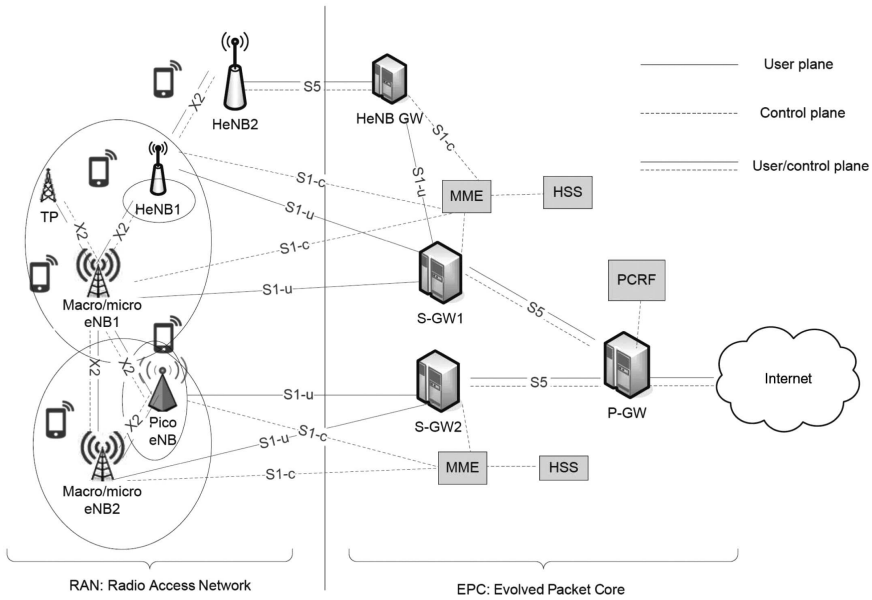 User plane
X2
S5
HeNB2
HeNB GW
Control plane
S1-c
User/control plane
S1-c
S1-u
MME
HSS
TP
HeNB1
S1-u
X2
X2
S1-c
Macro/micro
eNB1
S1-u
S-GW1
PCRF
S5
X2
X2
S1-u
S5
Internet
X2
Pico
eNB
S-GW2
P-GW
S1-u
S1-c
Macro/micro
eNB2
S1-c
MME
HSS
RAN: Radio Access Network
EPC: Evolved Packet Core